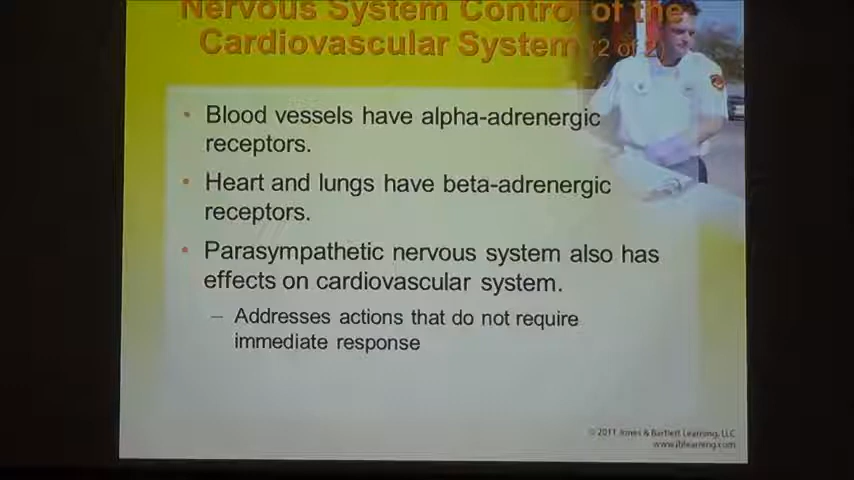 Nervous System Control of the
Cardiovascular System (2 of 2)
• Blood vessels have alpha-adrenergic
receptors.
• Heart and lungs have beta-adrenergic
receptors.
• Parasympathetic nervous system also has
effects on cardiovascular system.
– Addresses actions that do not require
immediate response
© 2011 Jones & Bartlett Learning, LLC
www.jblearning.com